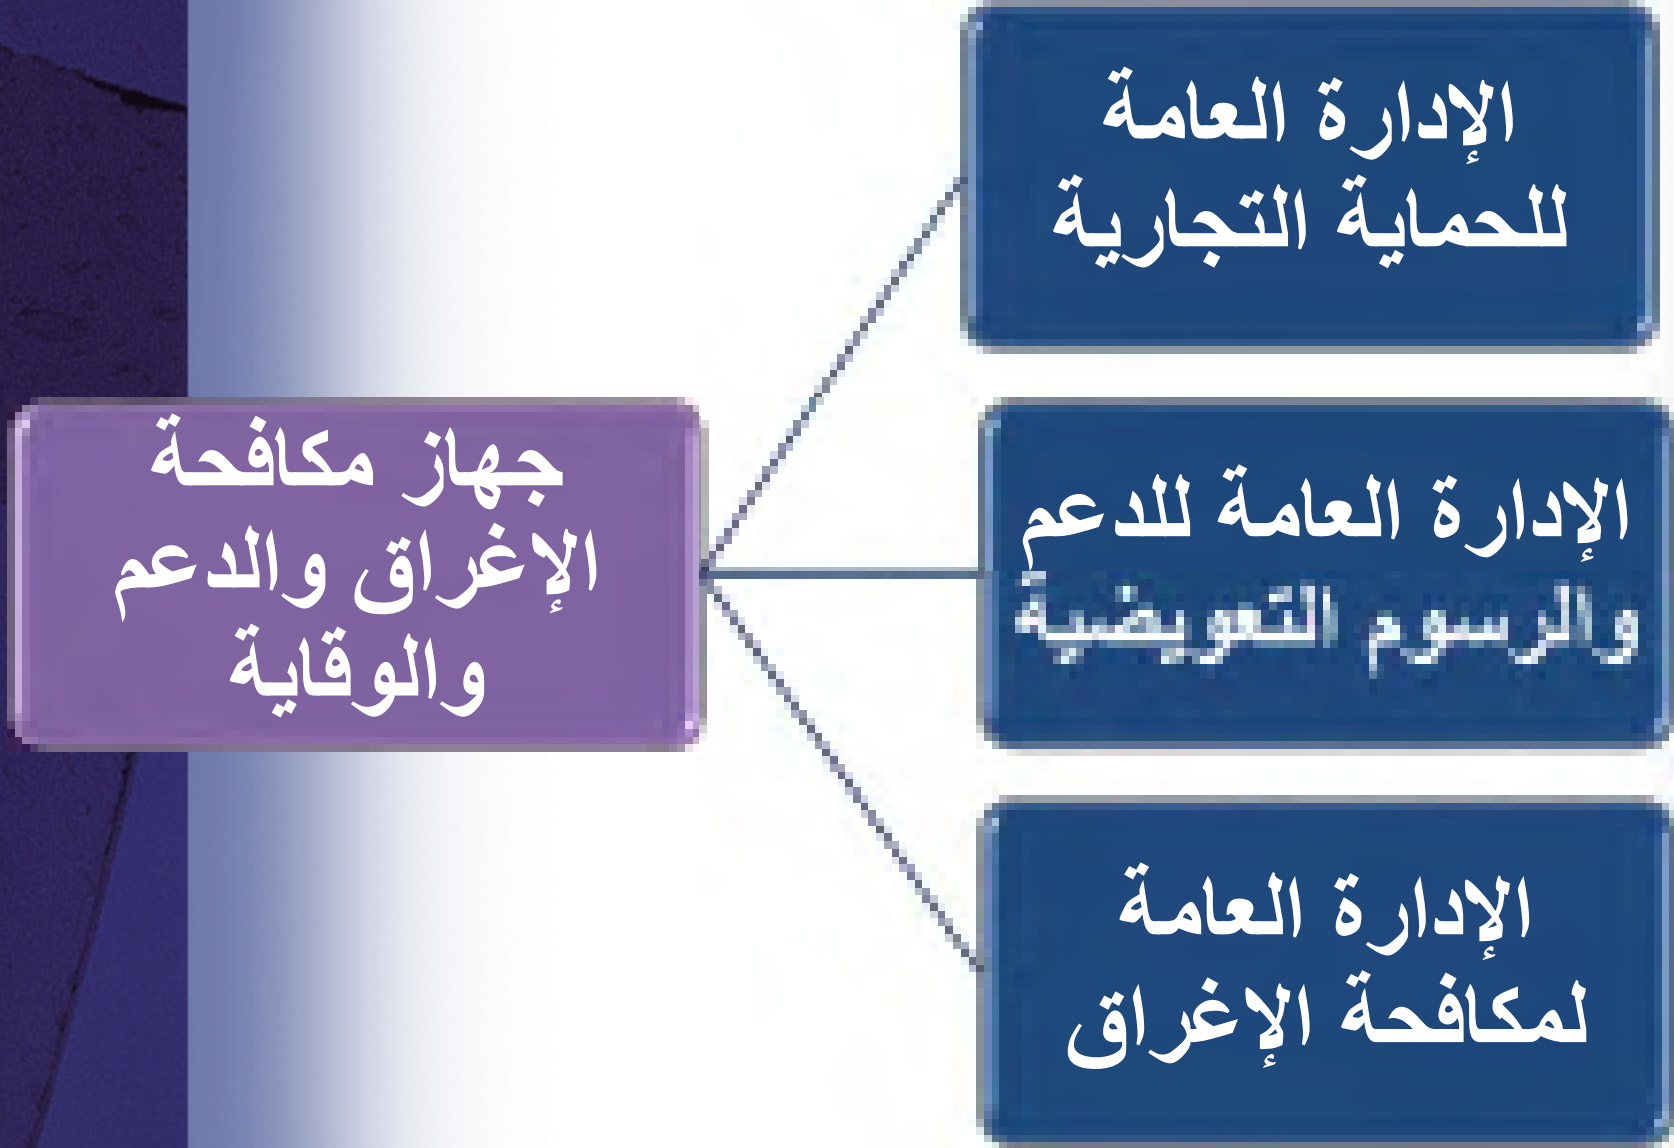 الإدارة العامة
للحماية التجارية
جهاز مكافحة
الإغراق والدعم
والوقاية
الإدارة العامة للدعم
والرسوم التعويضية
الإدارة العامة
لمكافحة الإغراق